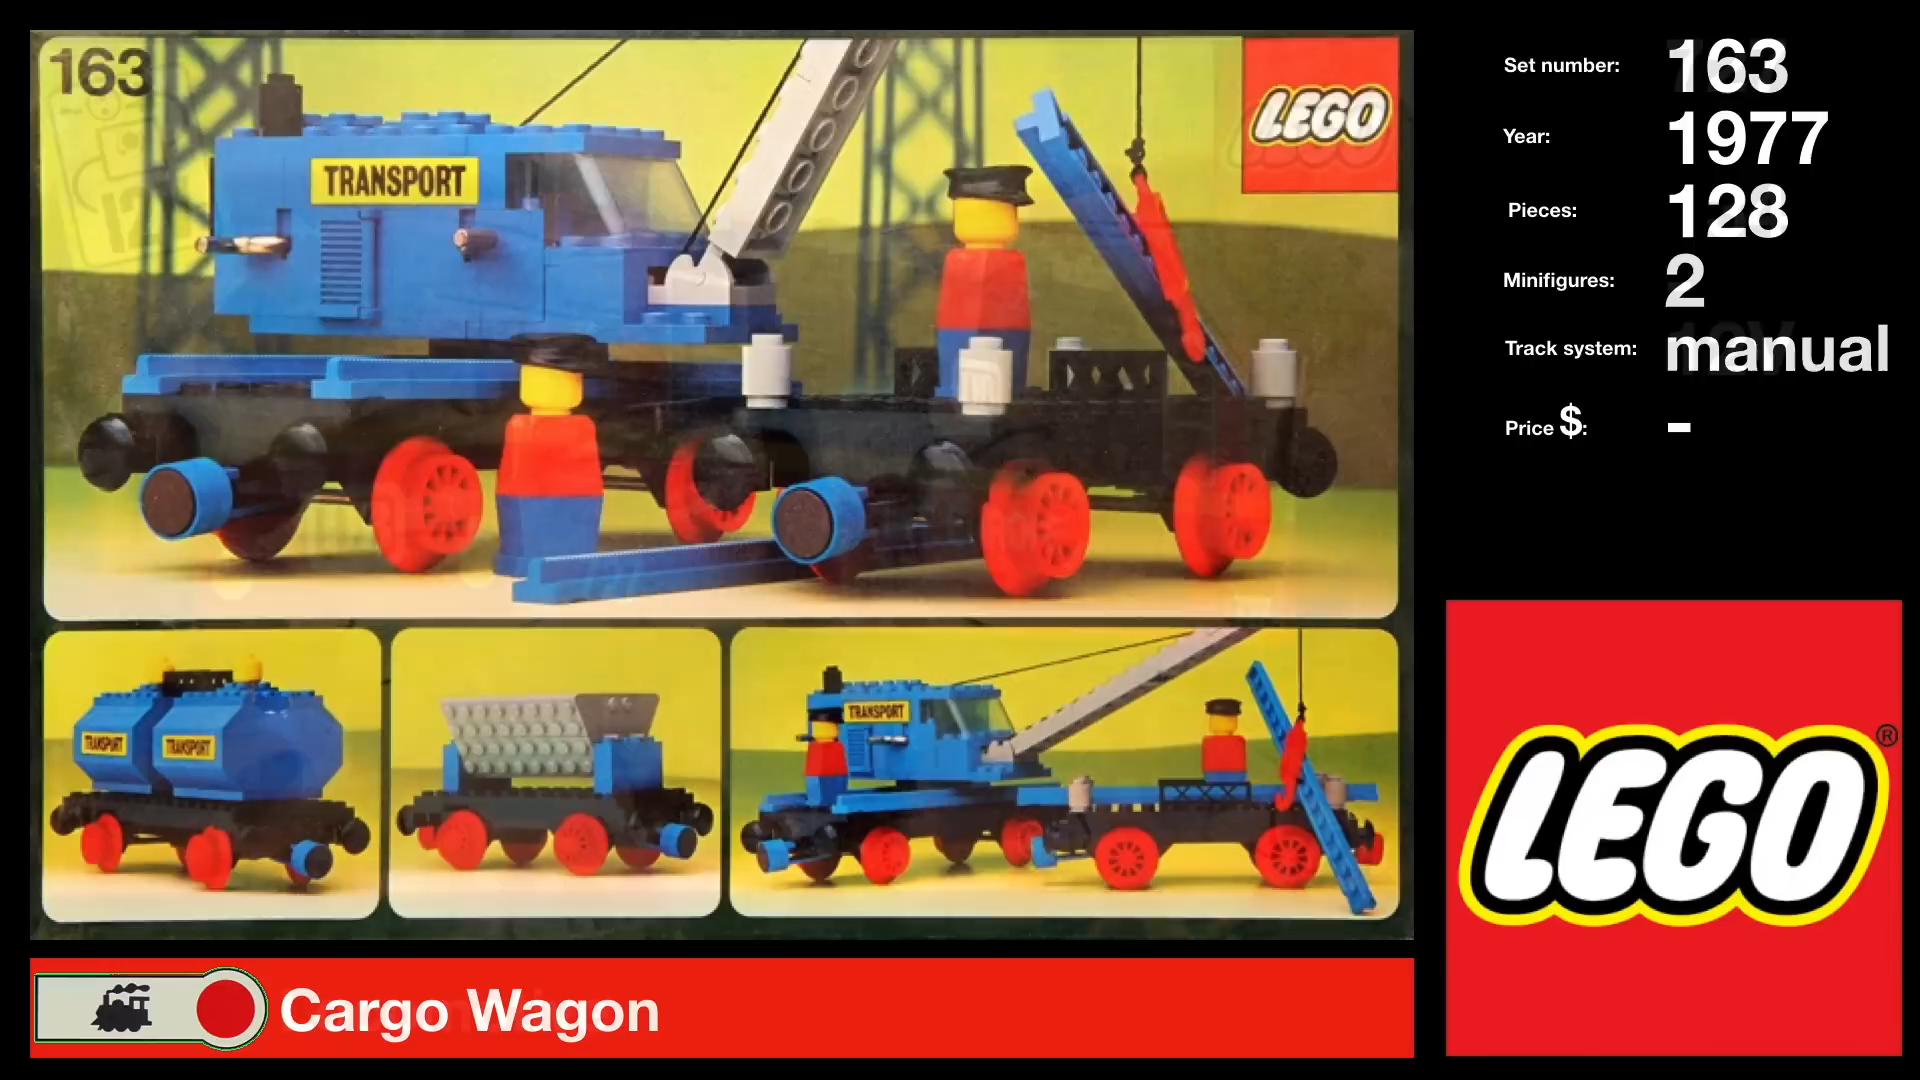 163
TRANSPORT
LEGO
TRANSPORT
TRANSPORT
TRANSPORT
Cargo Wagon
Set number: 163
Year: 1977
Pieces: 128
Minifigures: 2
Track system: manual
Price $: -
LEGO ®